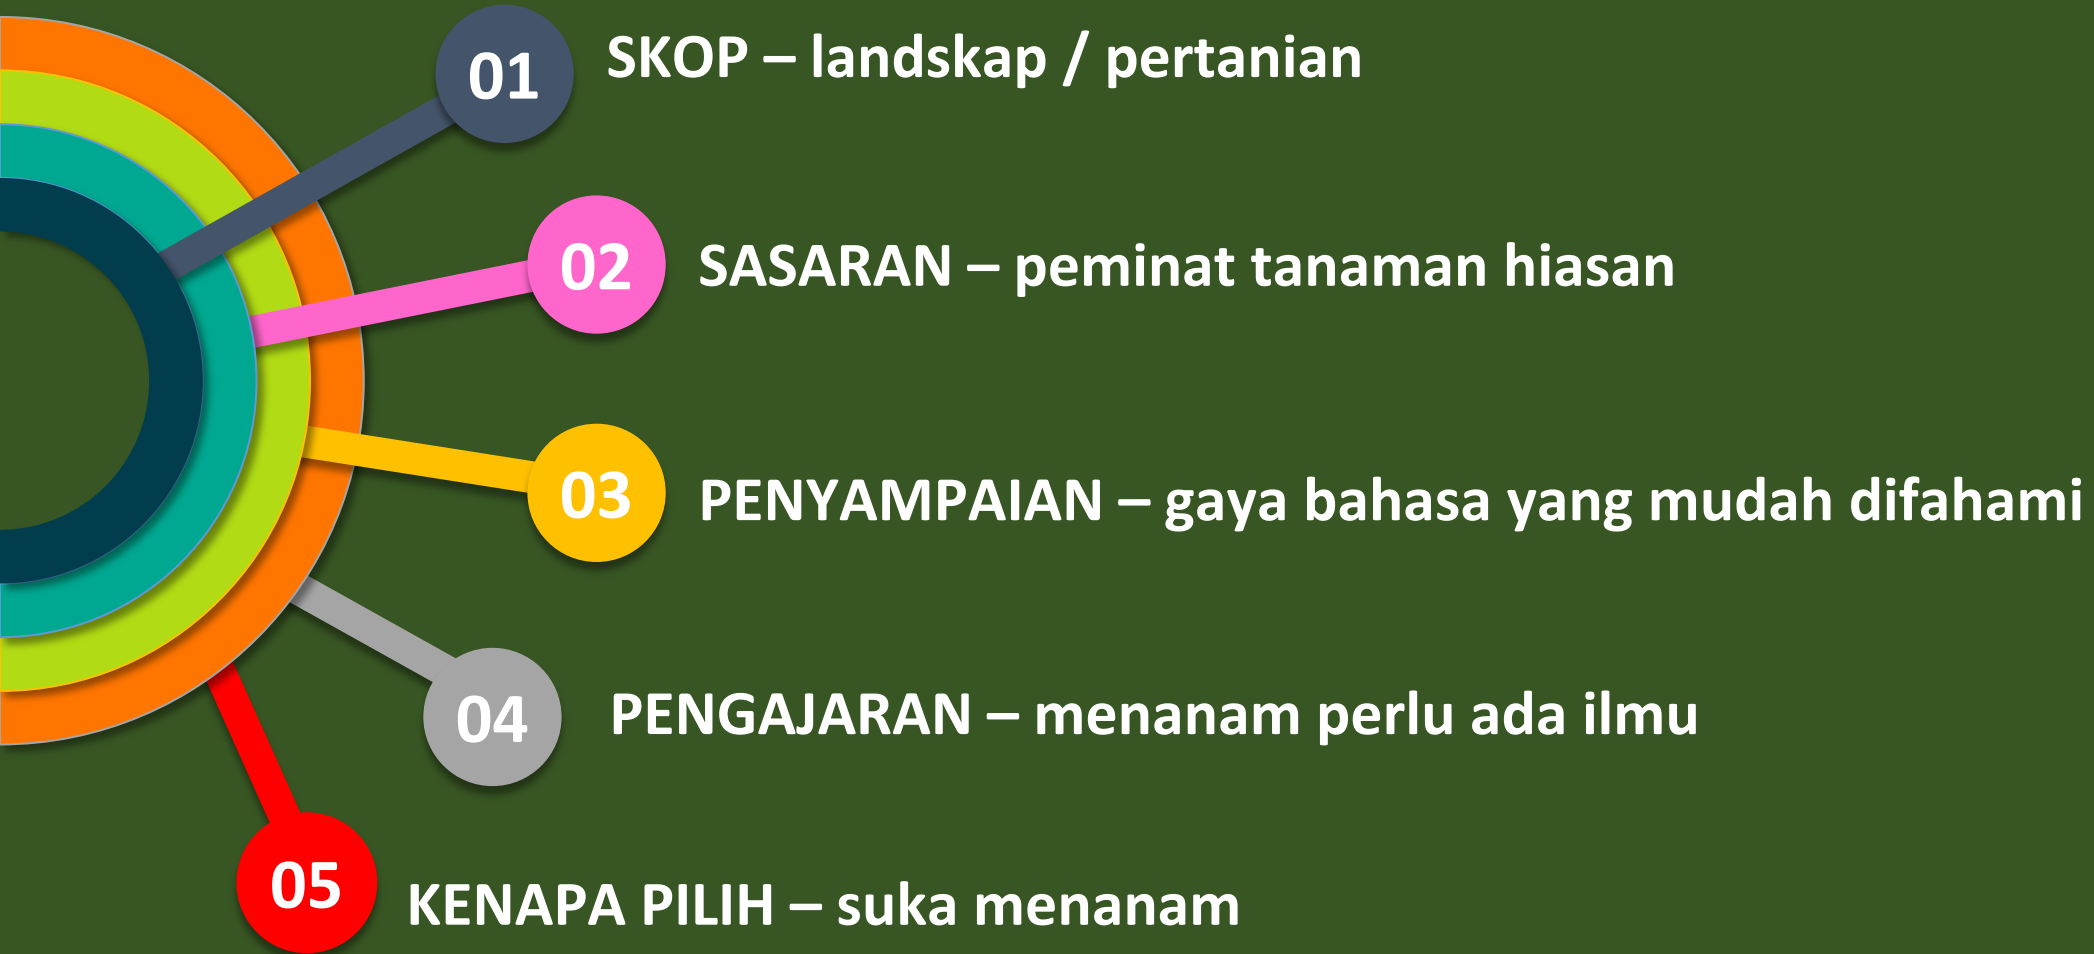 01 SKOP – landskap / pertanian
02 SASARAN – peminat tanaman hiasan
03 PENYAMPAIAN – gaya bahasa yang mudah difahami
04 PENGAJARAN – menanam perlu ada ilmu
05 KENAPA PILIH – suka menanam